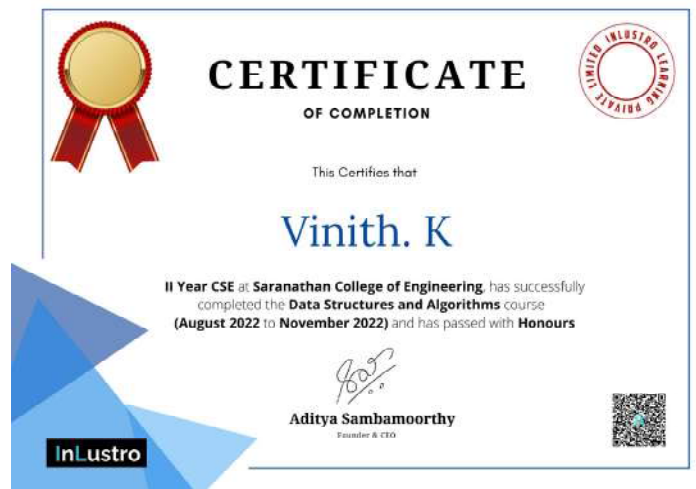 CERTIFICATE
INLUSTRO LEARNING PRIVATE LIMITED
OF COMPLETION
This Certifies that
Vinith. K
II Year CSE at Saranathan College of Engineering, has successfully
completed the Data Structures and Algorithms course
(August 2022 to November 2022) and has passed with Honours
Aditya Sambamoorthy
Founder & CEO
InLustro